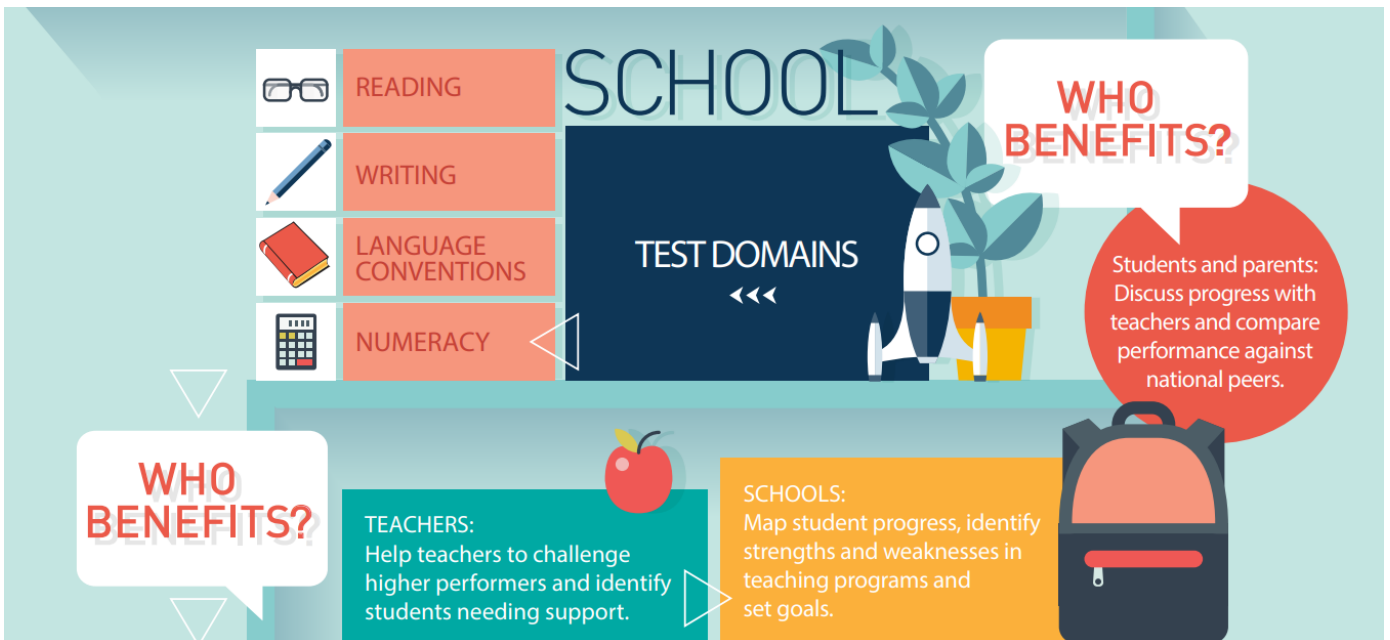 READING
WRITING
LANGUAGE
CONVENTIONS
NUMERACY
SCHOOL
TEST DOMAINS
WHO
BENEFITS?
Students and parents:
Discuss progress with
teachers and compare
performance against
national peers.
WHO
BENEFITS?
TEACHERS:
Help teachers to challenge
higher performers and identify
students needing support.
SCHOOLS:
Map student progress, identify
strengths and weaknesses in
teaching programs and
set goals.